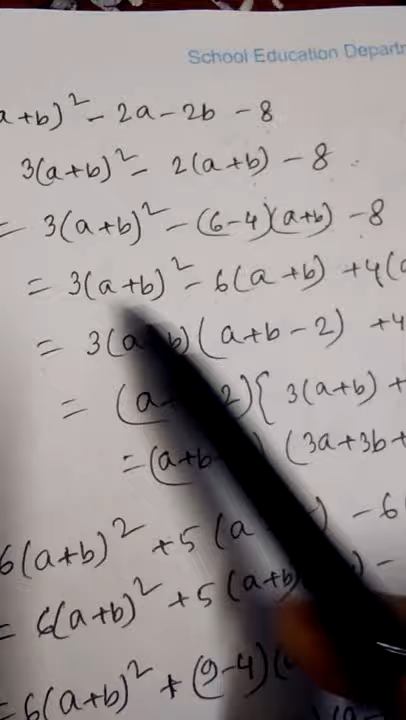 School Education Departm
a+b)² - 2a - 2b - 8
3(a+b)² - 2(a+b) - 8
= 3(a+b)² - (6-4)(a+b) - 8
= 3(a+b)² - 6(a+b) + 4(
= 3(a b)(a+b-2) + 4
= (a 2){3(a+b) +
= (a+b ) (3a+3b+
6(a+b)² + 5(a - 6
= 6(a+b)² + 5(a+b) -
= 6(a+b)² + (9-4)(